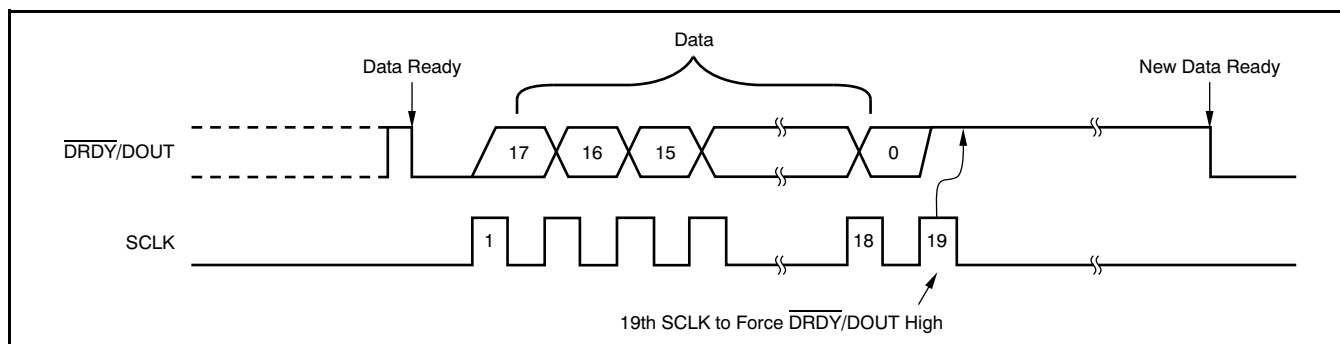 Data
Data Ready
New Data Ready
DRDY/DOUT
17 16 15 0
SCLK
1 18 19
19th SCLK to Force DRDY/DOUT High